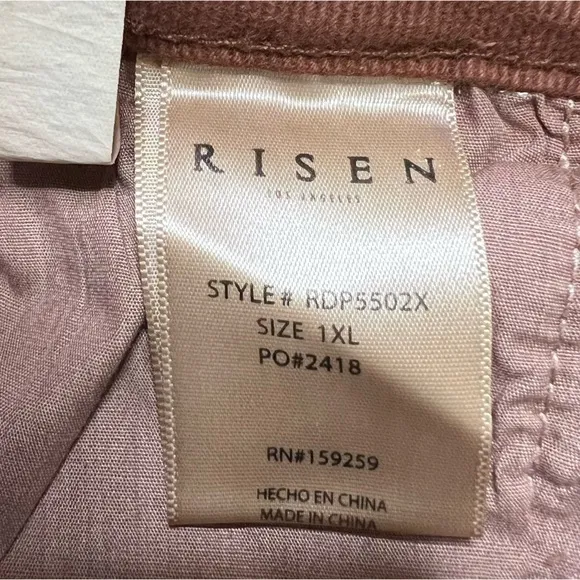 RISEN
LOS ANGELES
STYLE# RDP5502X
SIZE 1XL
PO#2418
RN#159259
HECHO EN CHINA
MADE IN CHINA